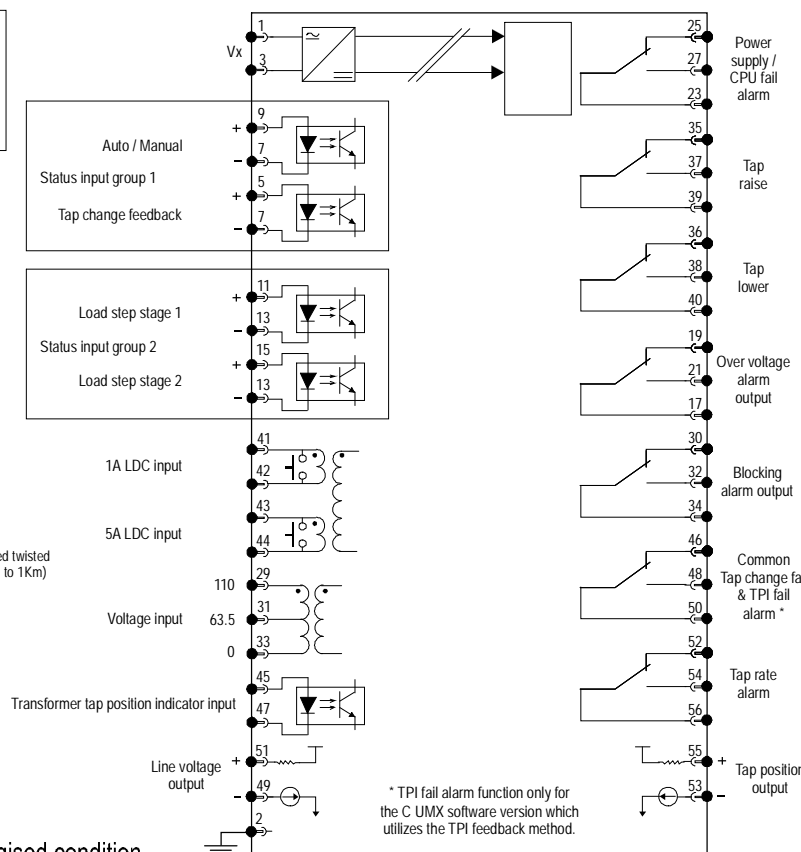 1
Vx
3
9
+
Auto / Manual
7
–
Status input group 1
5
+
Tap change feedback
7
–
11
+
Load step stage 1
13
–
Status input group 2
15
+
Load step stage 2
13
–
41
1A LDC input
42
43
5A LDC input
44
ed twisted
to 1Km)
29
110
31
Voltage input 63.5
33
0
45
Transformer tap position indicator input
47
51
+
Line voltage
output
49
–
2
* TPI fail alarm function only for
the C UMX software version which
utilizes the TPI feedback method.
25
27
23
Power
supply /
CPU fail
alarm
35
37
39
Tap
raise
36
38
40
Tap
lower
19
21
17
Over voltage
alarm
output
30
32
34
Blocking
alarm output
46
48
50
Common
Tap change fa
& TPI fail
alarm *
52
54
56
Tap rate
alarm
55
+
53
–
Tap position
output
gised condition